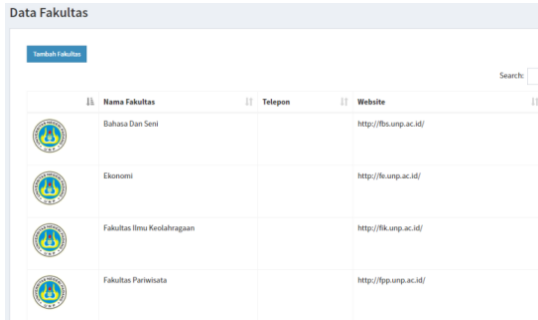 Data Fakultas
Tambah Fakultas
Search:
Nama Fakultas Telepon Website
Bahasa Dan Seni http://fbs.unp.ac.id/
Ekonomi http://fe.unp.ac.id/
Fakultas Ilmu Keolahragaan http://fik.unp.ac.id/
Fakultas Pariwisata http://fpp.unp.ac.id/